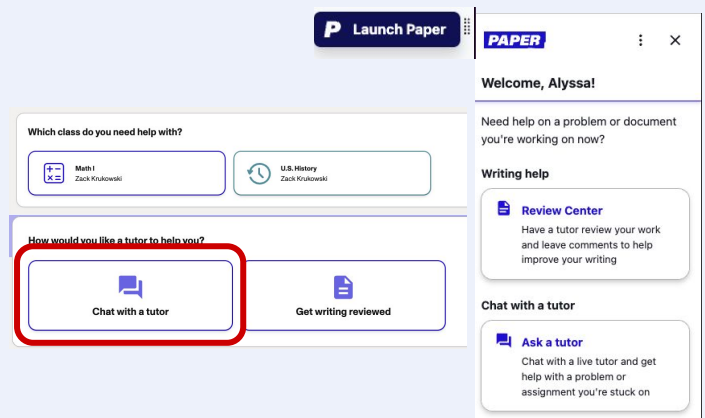 Launch Paper
Which class do you need help with?
Math I
Zack Krukowski
U.S. History
Zack Krukowski
How would you like a tutor to help you?
Chat with a tutor
Get writing reviewed
PAPER
Welcome, Alyssa!
Need help on a problem or document
you're working on now?
Writing help
Review Center
Have a tutor review your work
and leave comments to help
improve your writing
Chat with a tutor
Ask a tutor
Chat with a live tutor and get
help with a problem or
assignment you're stuck on